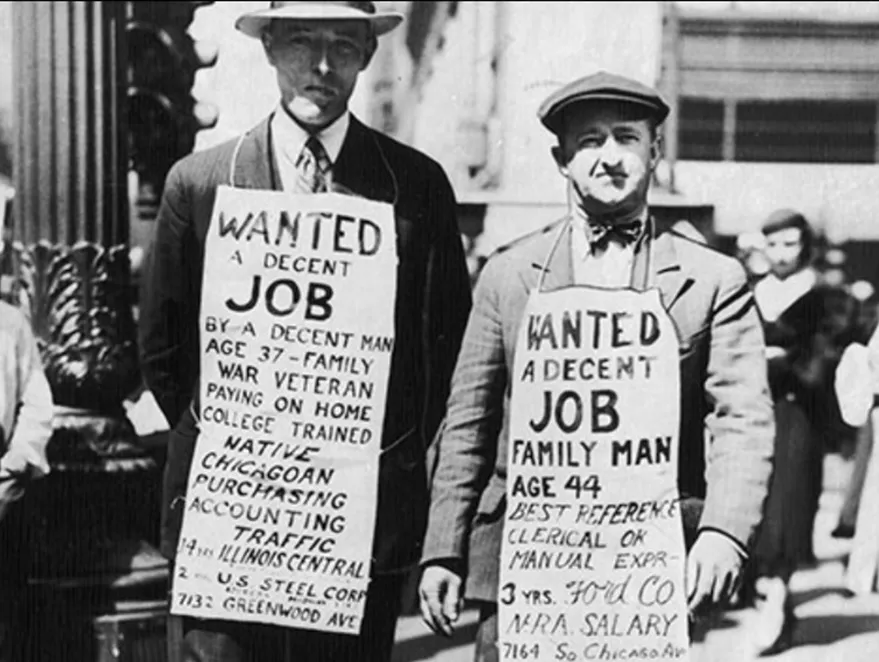 WANTED
A DECENT
JOB
BY A DECENT MAN
AGE 37-FAMILY
WAR VETERAN
PAYING ON HOME
COLLEGE TRAINED
NATIVE
CHICAGOAN
PURCHASING
ACCOUNTING
TRAFFIC
14 YRS ILLINOIS CENTRAL
2 U.S. STEEL CORP
7132 GREENWOOD AVE
WANTED
A DECENT
JOB
FAMILY MAN
AGE 44
BEST REFERENCE
CLERICAL OR
MANUAL EXPR-
3 YRS. Ford Co
N.R.A. SALARY
7164 So. Chicago Av